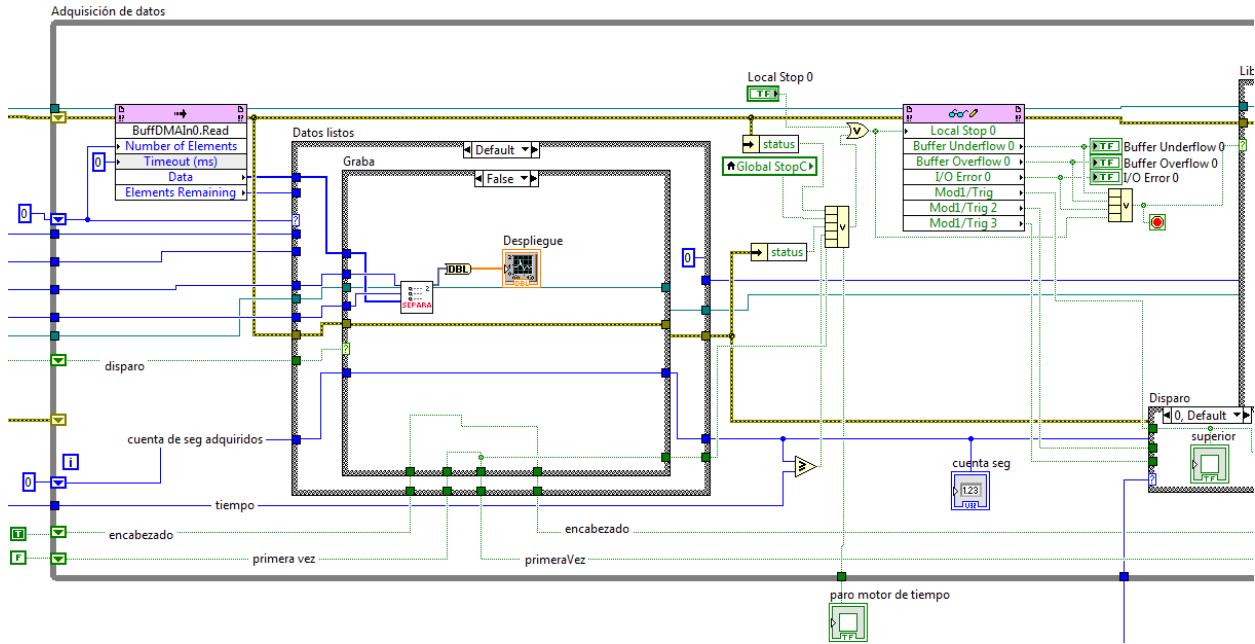 Adquisición de datos
Local Stop 0
BuffDMAIn0.Read
Number of Elements
0
Timeout (ms)
Data
Elements Remaining
0
Datos listos
Default
Graba
False
Despliegue
DBL
DBL
2
SEPARA
TF
status
Global StopC
status
0
Local Stop 0
Buffer Underflow 0
Buffer Overflow 0
I/O Error 0
Mod1/Trig
Mod1/Trig 2
Mod1/Trig 3
TF
Buffer Underflow 0
TF
Buffer Overflow 0
TF
I/O Error 0
disparo
Disparo
0, Default
superior
TF
cuenta de seg adquiridos
i
0
cuenta seg
1.23
U32
tiempo
T
encabezado
encabezado
F
primera vez
primeraVez
paro motor de tiempo
TF